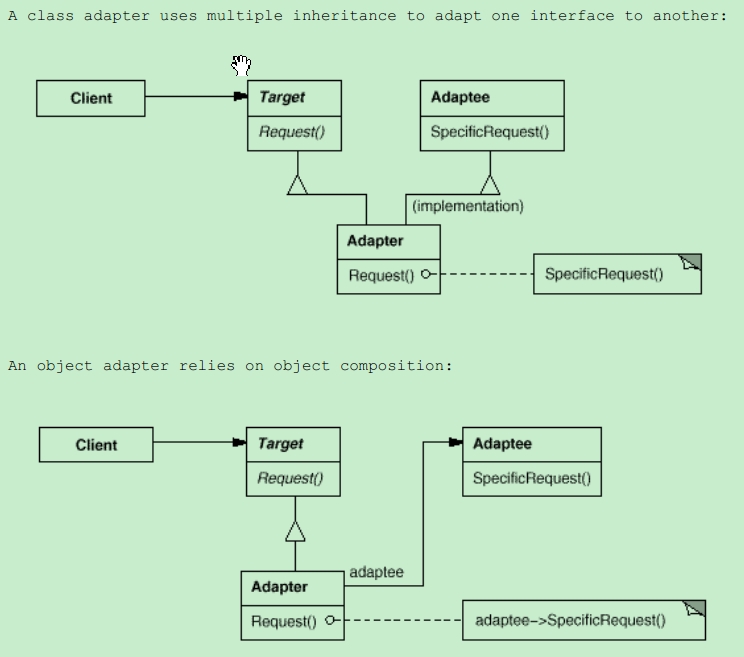 A class adapter uses multiple inheritance to adapt one interface to another:
Client
Target
Adaptee
Request()
SpecificRequest()
(implementation)
Adapter
Request()
SpecificRequest()
An object adapter relies on object composition:
Client
Target
Adaptee
Request()
SpecificRequest()
adaptee
Adapter
Request()
adaptee–>SpecificRequest()